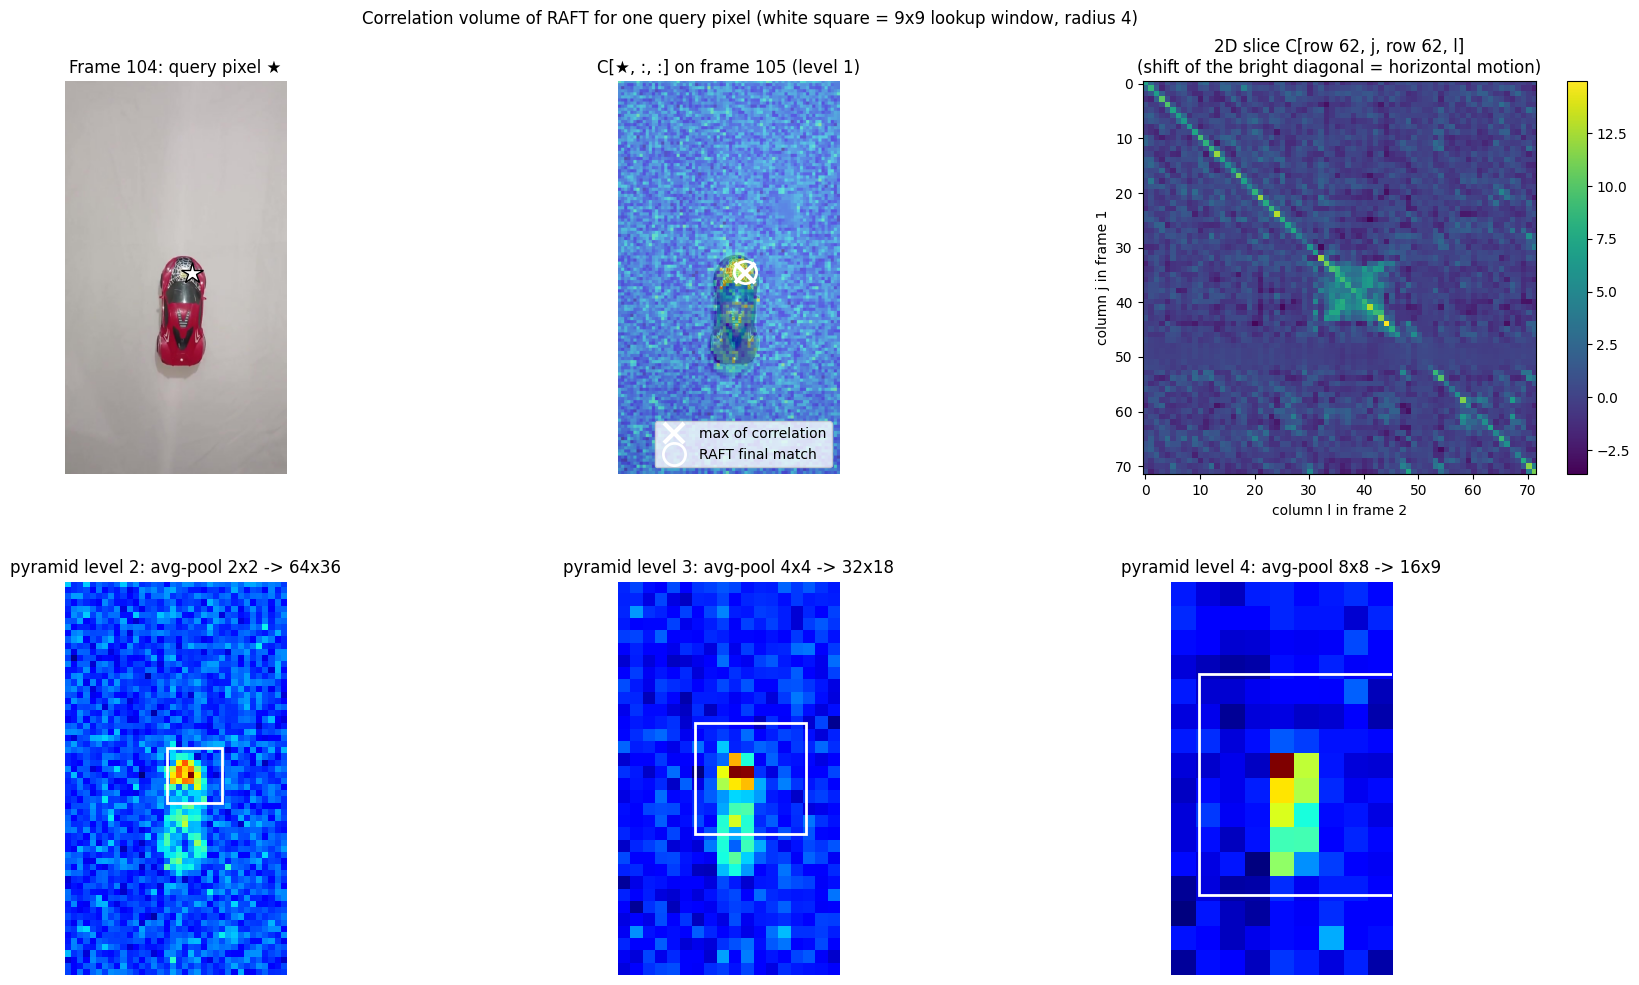 Correlation volume of RAFT for one query pixel (white square = 9x9 lookup window, radius 4)
Frame 104: query pixel ★
C[★, :, :] on frame 105 (level 1)
max of correlation
RAFT final match
2D slice C[row 62, j, row 62, l]
(shift of the bright diagonal = horizontal motion)
column j in frame 1
0
10
20
30
40
50
60
70
0 10 20 30 40 50 60 70
column l in frame 2
12.5
10.0
7.5
5.0
2.5
0.0
−2.5
pyramid level 2: avg-pool 2x2 -> 64x36
pyramid level 3: avg-pool 4x4 -> 32x18
pyramid level 4: avg-pool 8x8 -> 16x9